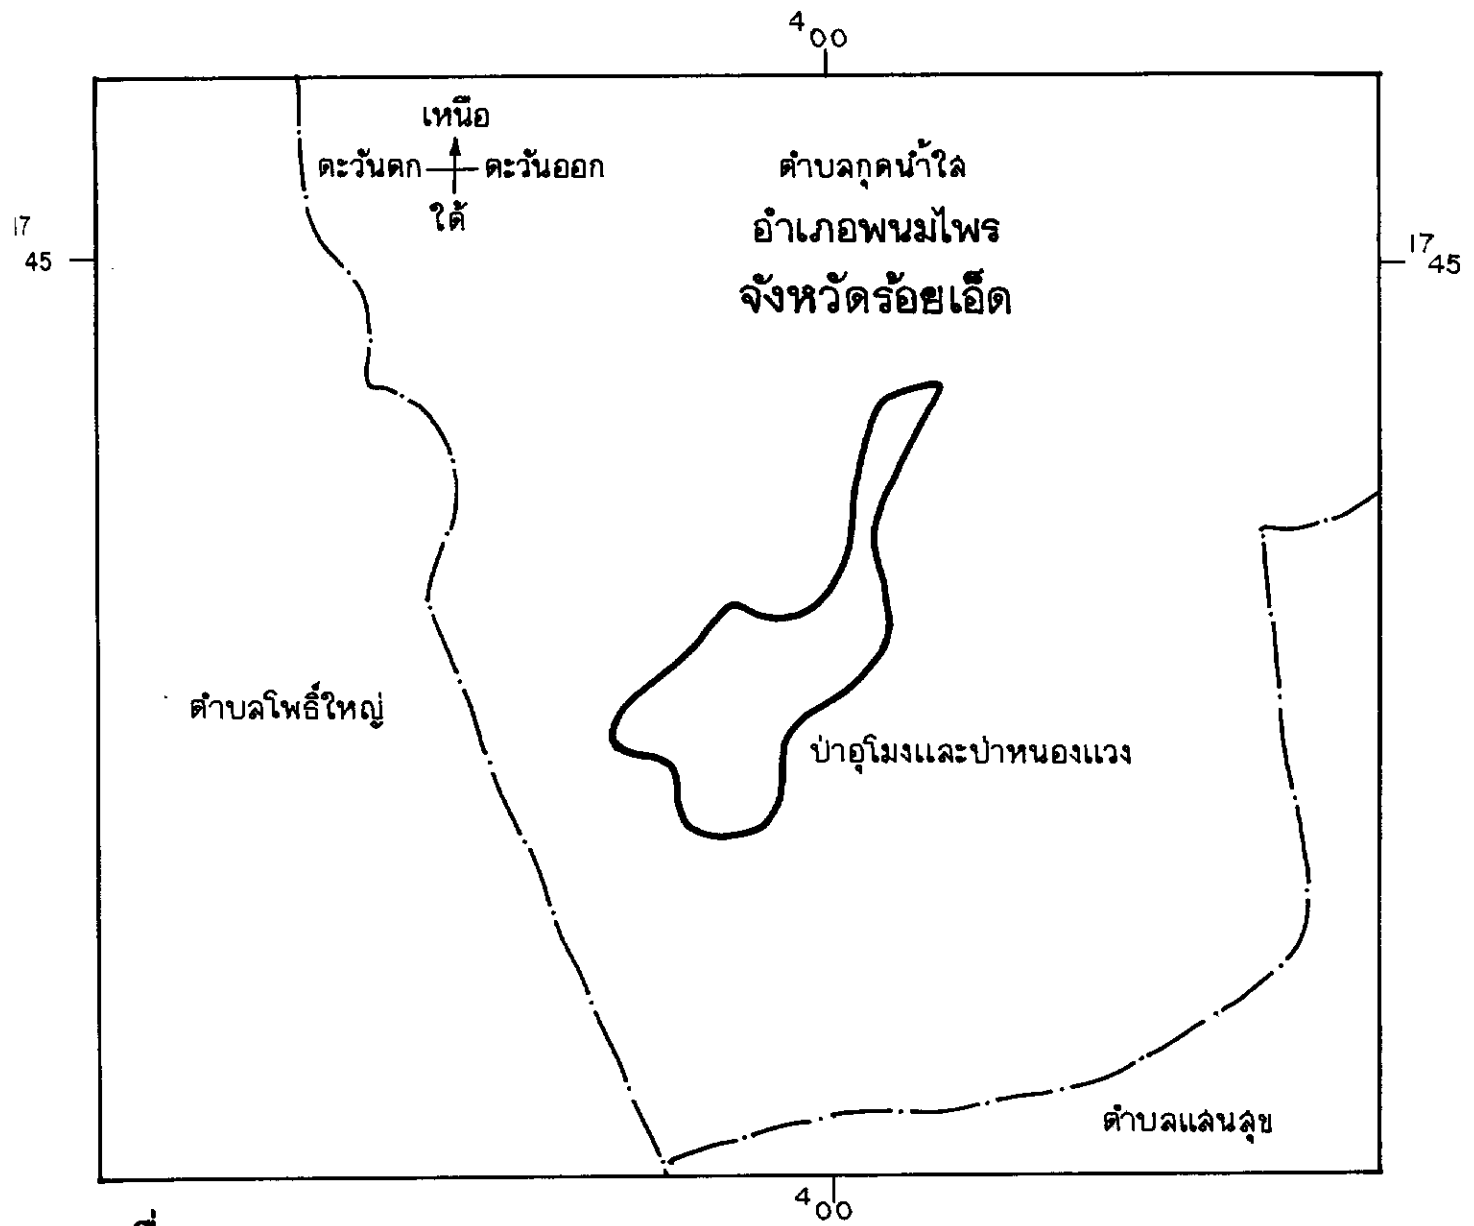 400
เหนือ
ตะวันตก ตะวันออก
ใต้
ตำบลกุดน้ำใส
อำเภอพนมไพร
จังหวัดร้อยเอ็ด
17 45
17 45
ตำบลโพธิ์ใหญ่
ป่าอุโมงและป่าหนองแวง
ตำบลแสนสุข
400